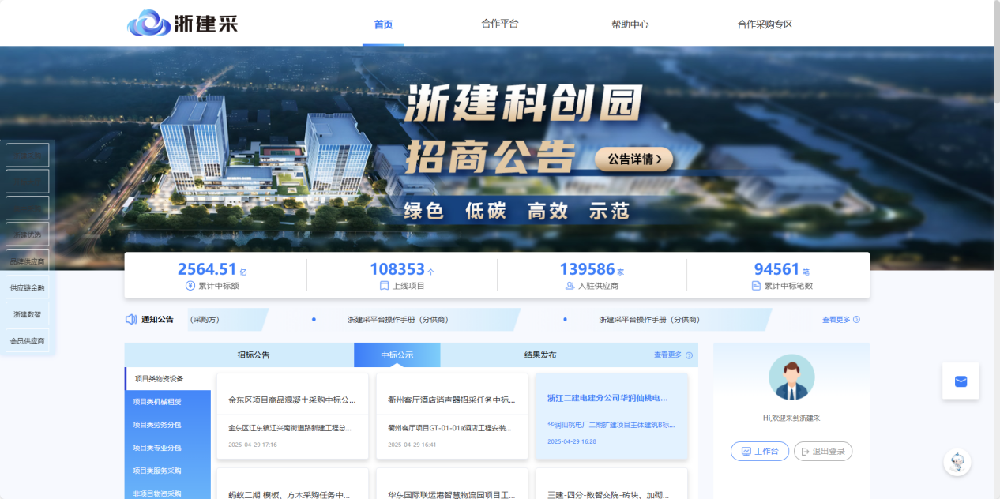 浙建采
首页
合作平台
帮助中心
合作采购专区
浙建科创园
招商公告
公告详情
绿色 低碳 高效 示范
浙建优选
品牌供应商
供应链金融
浙建数智
会员供应商
2564.51 亿
累计中标额
108353 个
上线项目
139586 家
入驻供应商
94561 笔
累计中标笔数
通知公告
(采购方)
浙建采平台操作手册（分供商）
浙建采平台操作手册（分供商）
查看更多
招标公告
中标公示
结果发布
查看更多
项目类物资设备
项目类机械租赁
项目类劳务分包
项目类专业分包
项目类服务采购
非项目物资采购
金东区项目商品混凝土采购中标公...
金东区江东镇江兴南街道路新建工程总...
2025-04-29 17:16
衢州客厅酒店消声器招采任务中标...
衢州客厅项目GT-01-01a酒店工程安装...
2025-04-29 16:41
浙江二建电建分公司华润仙桃电...
华润仙桃电厂二期扩建项目主体建筑B标...
2025-04-29 16:28
蚂蚁二期 模板、方木采购任务中...
华东国际联运港智慧物流园项目工...
三建-四分-数智交院-砖块、加砌...
Hi,欢迎来到浙建采
工作台
退出登录